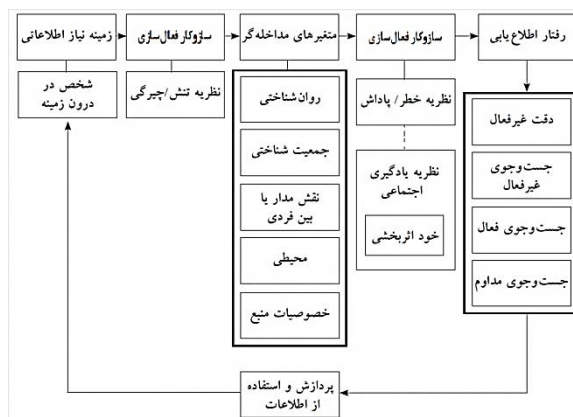 زمینه نیاز اطلاعاتی
سازوکار فعال‌سازی
متغیرهای مداخله‌گر
سازوکار فعال‌سازی
رفتار اطلاع‌یابی
شخص در
درون زمینه
نظریه تنش/چیرگی
روان‌شناختی
جمعیت شناختی
نقش مدار یا
بین فردی
محیطی
خصوصیات منبع
نظریه خطر/ پاداش
نظریه یادگیری
اجتماعی
خود اثربخشی
دقت غیرفعال
جست‌وجوی
غیرفعال
جست‌وجوی فعال
جست‌وجوی مداوم
پردازش و استفاده
از اطلاعات